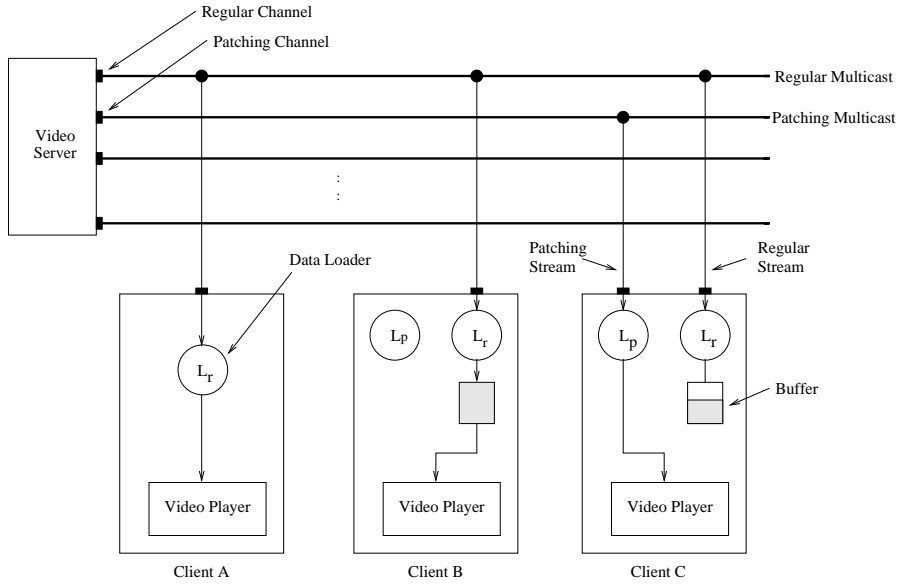 Regular Channel
Patching Channel
Regular Multicast
Patching Multicast
Video
Server
:
:
Data Loader
Patching
Stream
Regular
Stream
Lr
Lp
Lr
Lp
Lr
Buffer
Video Player
Video Player
Video Player
Client A
Client B
Client C